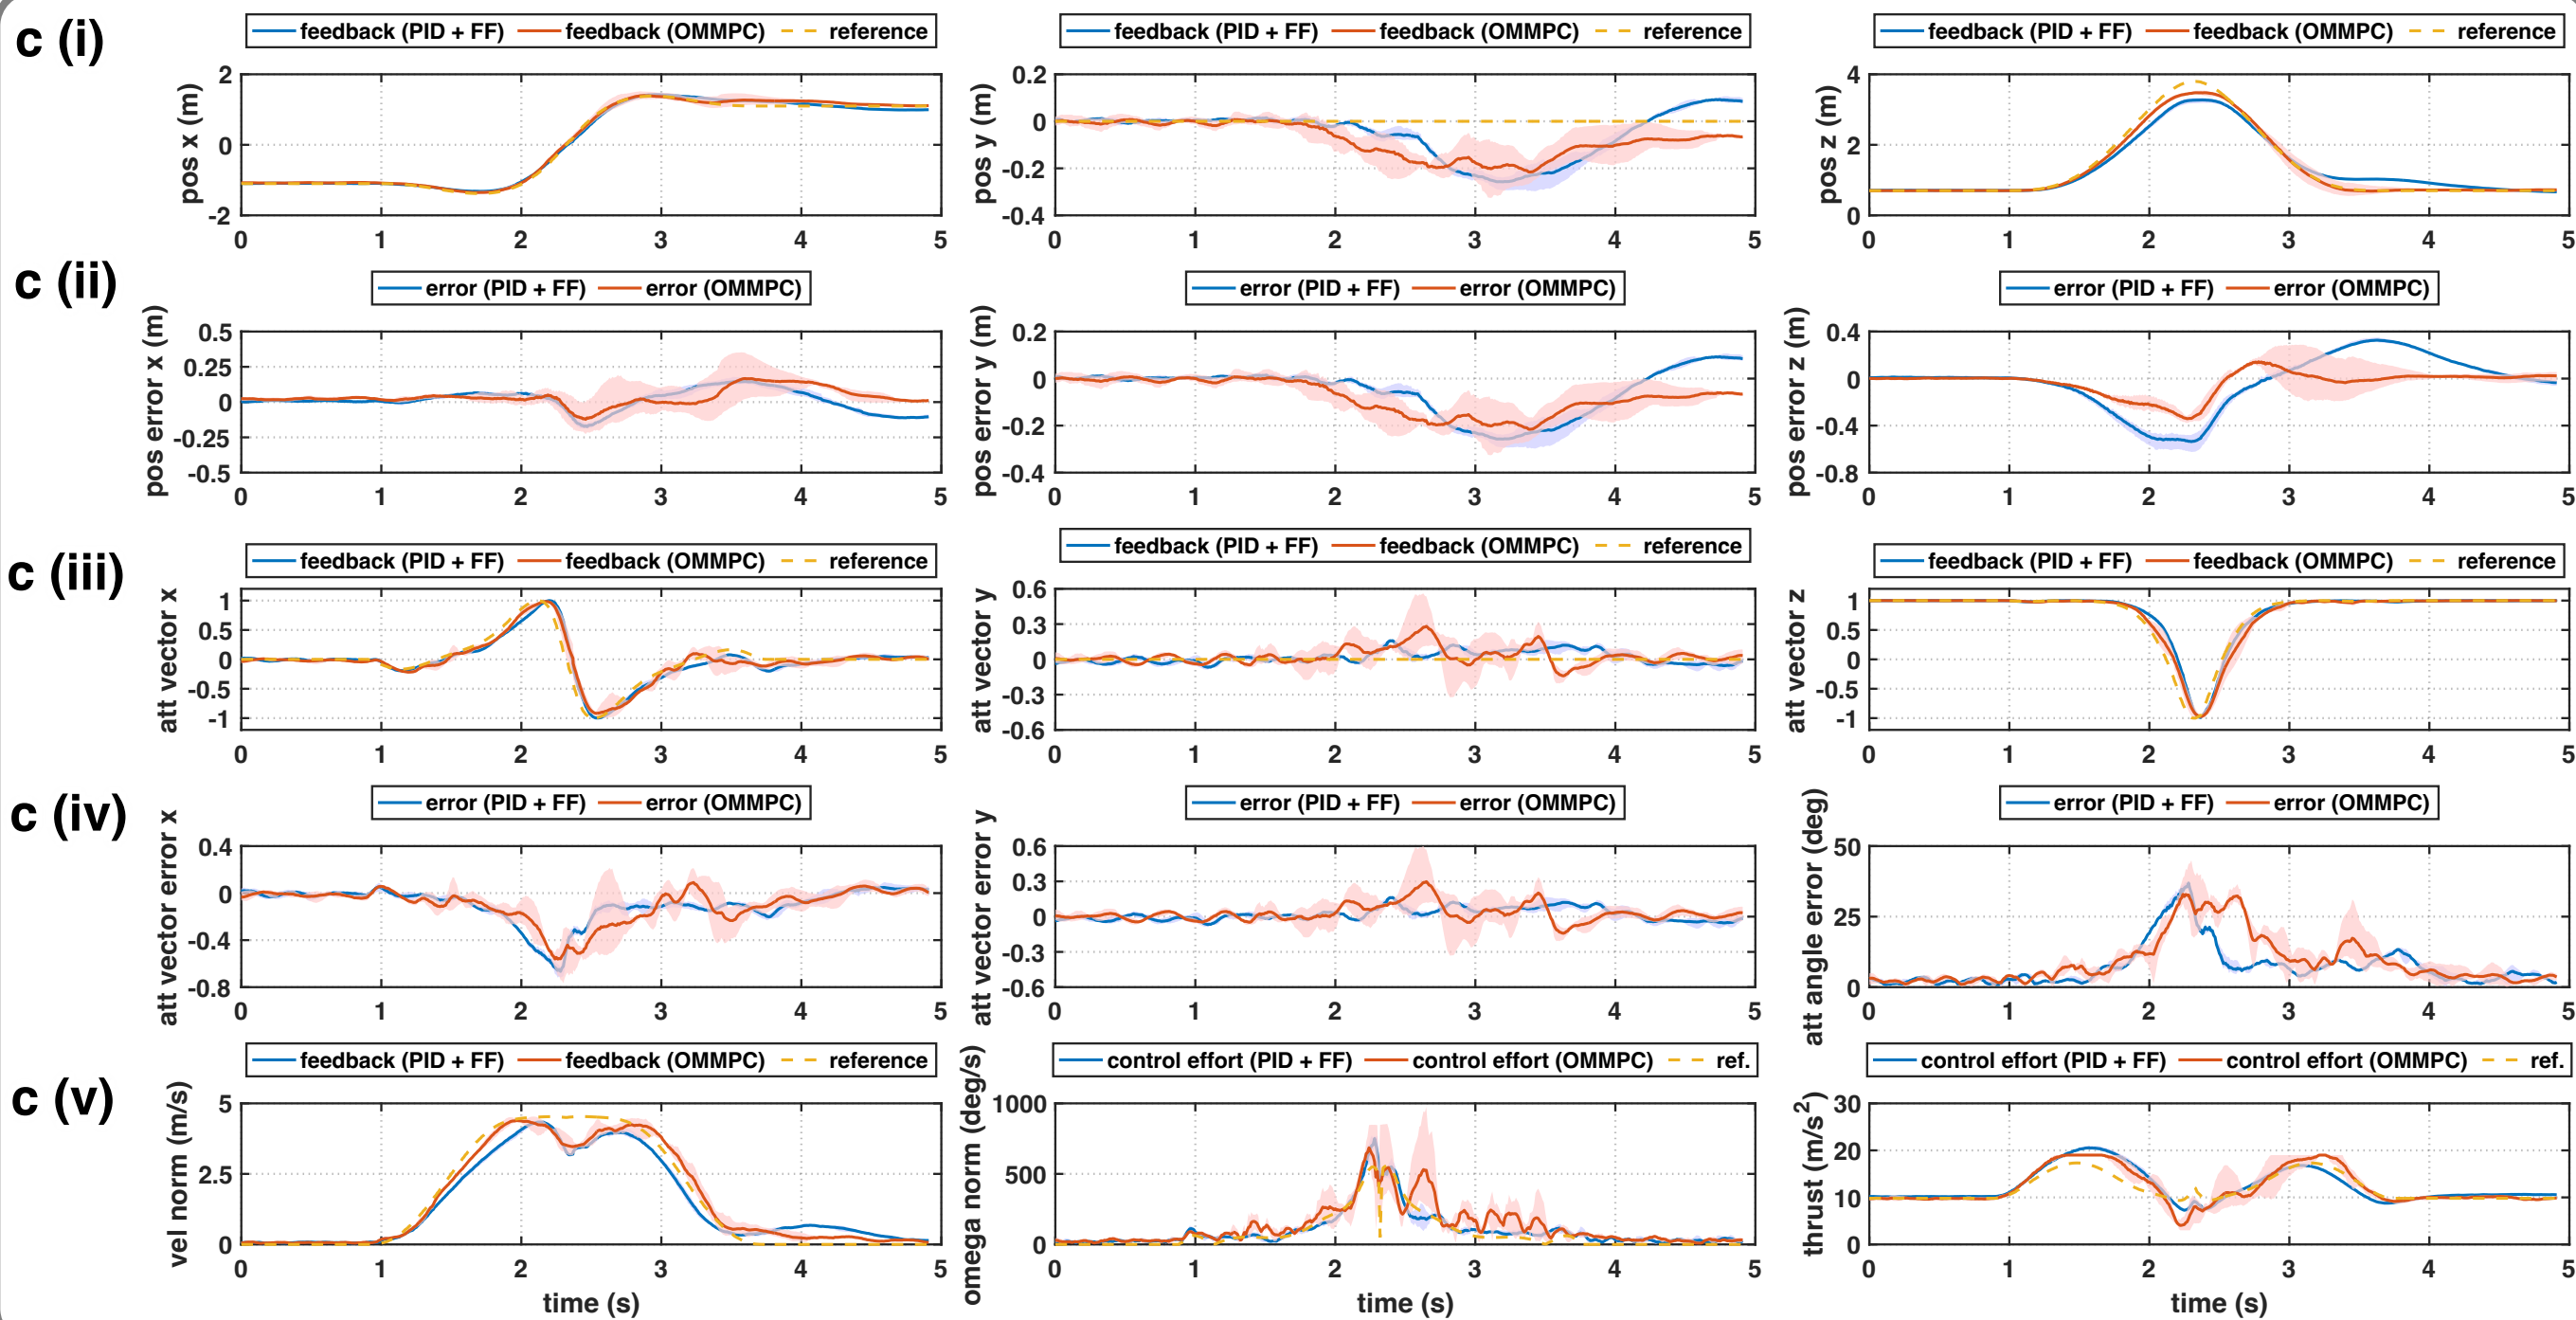 c (i)
feedback (PID + FF) feedback (OMMPC) reference
pos x (m)
2
0
-2
0 1 2 3 4 5
feedback (PID + FF) feedback (OMMPC) reference
pos y (m)
0.2
0
-0.2
-0.4
0 1 2 3 4 5
feedback (PID + FF) feedback (OMMPC) reference
pos z (m)
4
2
0
0 1 2 3 4 5
c (ii)
error (PID + FF) error (OMMPC)
pos error x (m)
0.5
0.25
0
-0.25
-0.5
0 1 2 3 4 5
error (PID + FF) error (OMMPC)
pos error y (m)
0.2
0
-0.2
-0.4
0 1 2 3 4 5
error (PID + FF) error (OMMPC)
pos error z (m)
0.4
0
-0.4
-0.8
0 1 2 3 4 5
c (iii)
feedback (PID + FF) feedback (OMMPC) reference
att vector x
1
0.5
0
-0.5
-1
0 1 2 3 4 5
feedback (PID + FF) feedback (OMMPC) reference
att vector y
0.6
0.3
0
-0.3
-0.6
0 1 2 3 4 5
feedback (PID + FF) feedback (OMMPC) reference
att vector z
1
0.5
0
-0.5
-1
0 1 2 3 4 5
c (iv)
error (PID + FF) error (OMMPC)
att vector error x
0.4
0
-0.4
-0.8
0 1 2 3 4 5
error (PID + FF) error (OMMPC)
att vector error y
0.6
0.3
0
-0.3
-0.6
0 1 2 3 4 5
error (PID + FF) error (OMMPC)
att angle error (deg)
50
25
0
0 1 2 3 4 5
c (v)
feedback (PID + FF) feedback (OMMPC) reference
vel norm (m/s)
5
2.5
0
0 1 2 3 4 5
time (s)
control effort (PID + FF) control effort (OMMPC) ref.
omega norm (deg/s)
1000
500
0
0 1 2 3 4 5
time (s)
control effort (PID + FF) control effort (OMMPC) ref.
thrust (m/s²)
30
20
10
0
0 1 2 3 4 5
time (s)